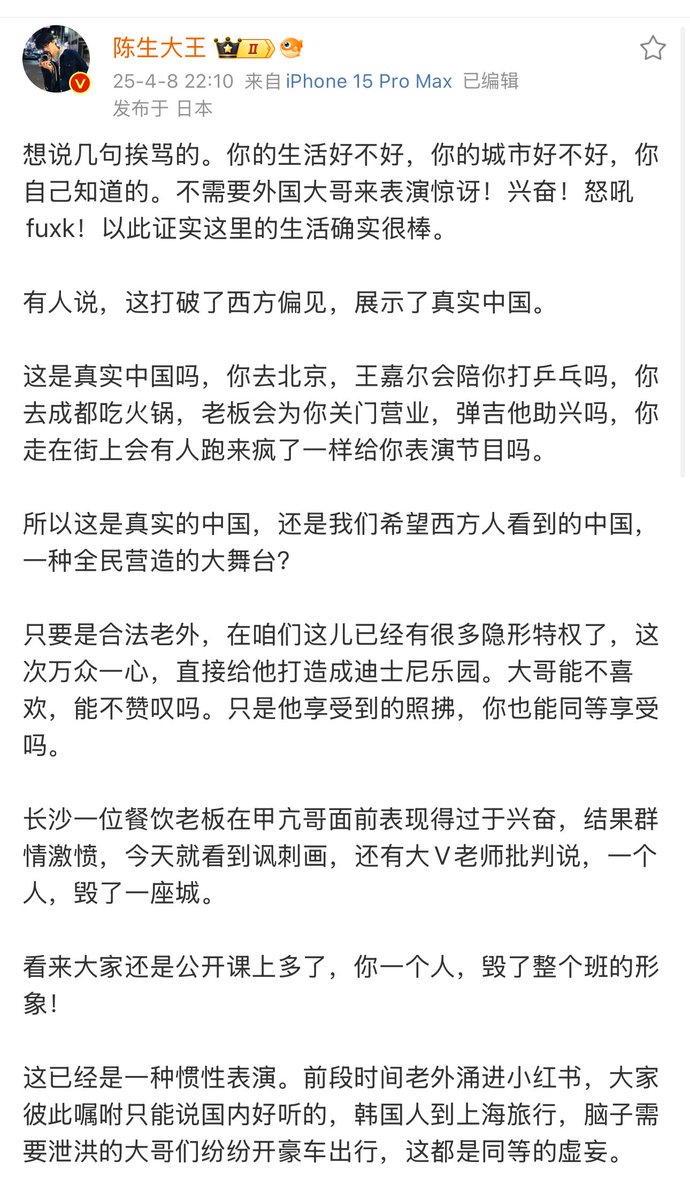 陈生大王 II
25-4-8 22:10 来自 iPhone 15 Pro Max 已编辑
发布于 日本
想说几句挨骂的。你的生活好不好，你的城市好不好，你
自己知道的。不需要外国大哥来表演惊讶！兴奋！怒吼
fuxk！以此证实这里的生活确实很棒。
有人说，这打破了西方偏见，展示了真实中国。
这是真实中国吗，你去北京，王嘉尔会陪你打乒乓吗，你
去成都吃火锅，老板会为你关门营业，弹吉他助兴吗，你
走在街上会有人跑来疯了一样给你表演节目吗。
所以这是真实的中国，还是我们希望西方人看到的中国，
一种全民营造的大舞台？
只要是合法老外，在咱们这儿已经有很多隐形特权了，这
次万众一心，直接给他打造成迪士尼乐园。大哥能不喜
欢，能不赞叹吗。只是他享受到的照拂，你也能同等享受
吗。
长沙一位餐饮老板在甲亢哥面前表现得过于兴奋，结果群
情激愤，今天就看到讽刺画，还有大V老师批判说，一个
人，毁了一座城。
看来大家还是公开课上多了，你一个人，毁了整个班的形
象！
这已经是一种惯性表演。前段时间老外涌进小红书，大家
彼此嘱咐只能说国内好听的，韩国人到上海旅行，脑子需
要泄洪的大哥们纷纷开豪车出行，这都是同等的虚妄。